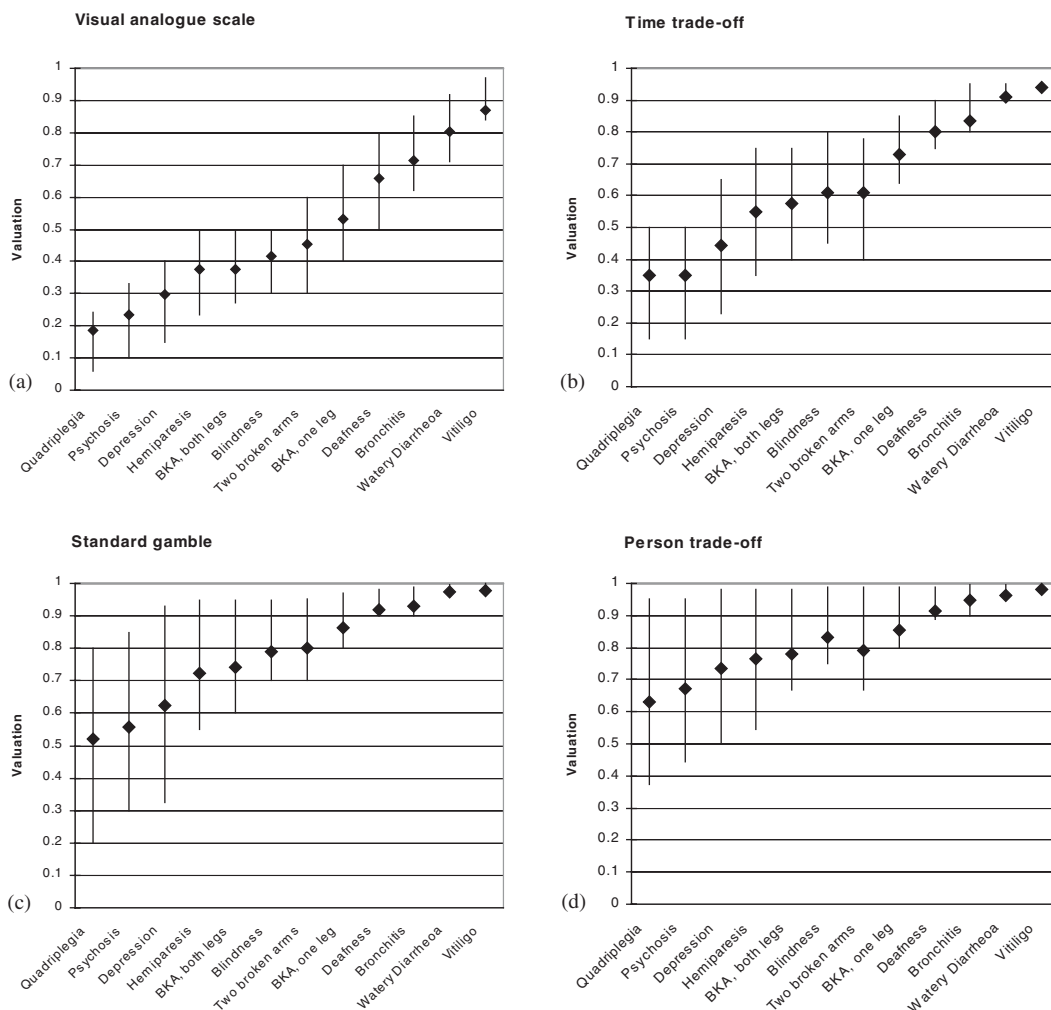 Visual analogue scale
1
0.9
0.8
0.7
0.6
0.5
0.4
0.3
0.2
0.1
0
Valuation
(a)
Quadriplegia
Psychosis
Depression
Hemiparesis
BKA, both legs
Blindness
Two broken arms
BKA, one leg
Deafness
Bronchitis
Watery Diarrheoa
Vitiligo
Time trade-off
1
0.9
0.8
0.7
0.6
0.5
0.4
0.3
0.2
0.1
0
Valuation
(b)
Quadriplegia
Psychosis
Depression
Hemiparesis
BKA, both legs
Blindness
Two broken arms
BKA, one leg
Deafness
Bronchitis
Watery Diarrheoa
Vitiligo
Standard gamble
1
0.9
0.8
0.7
0.6
0.5
0.4
0.3
0.2
0.1
0
Valuation
(c)
Quadriplegia
Psychosis
Depression
Hemiparesis
BKA, both legs
Blindness
Two broken arms
BKA, one leg
Deafness
Bronchitis
Watery Diarrheoa
Vitiligo
Person trade-off
1
0.9
0.8
0.7
0.6
0.5
0.4
0.3
0.2
0.1
0
Valuation
(d)
Quadriplegia
Psychosis
Depression
Hemiparesis
BKA, both legs
Blindness
Two broken arms
BKA, one leg
Deafness
Bronchitis
Watery Diarrheoa
Vitiligo